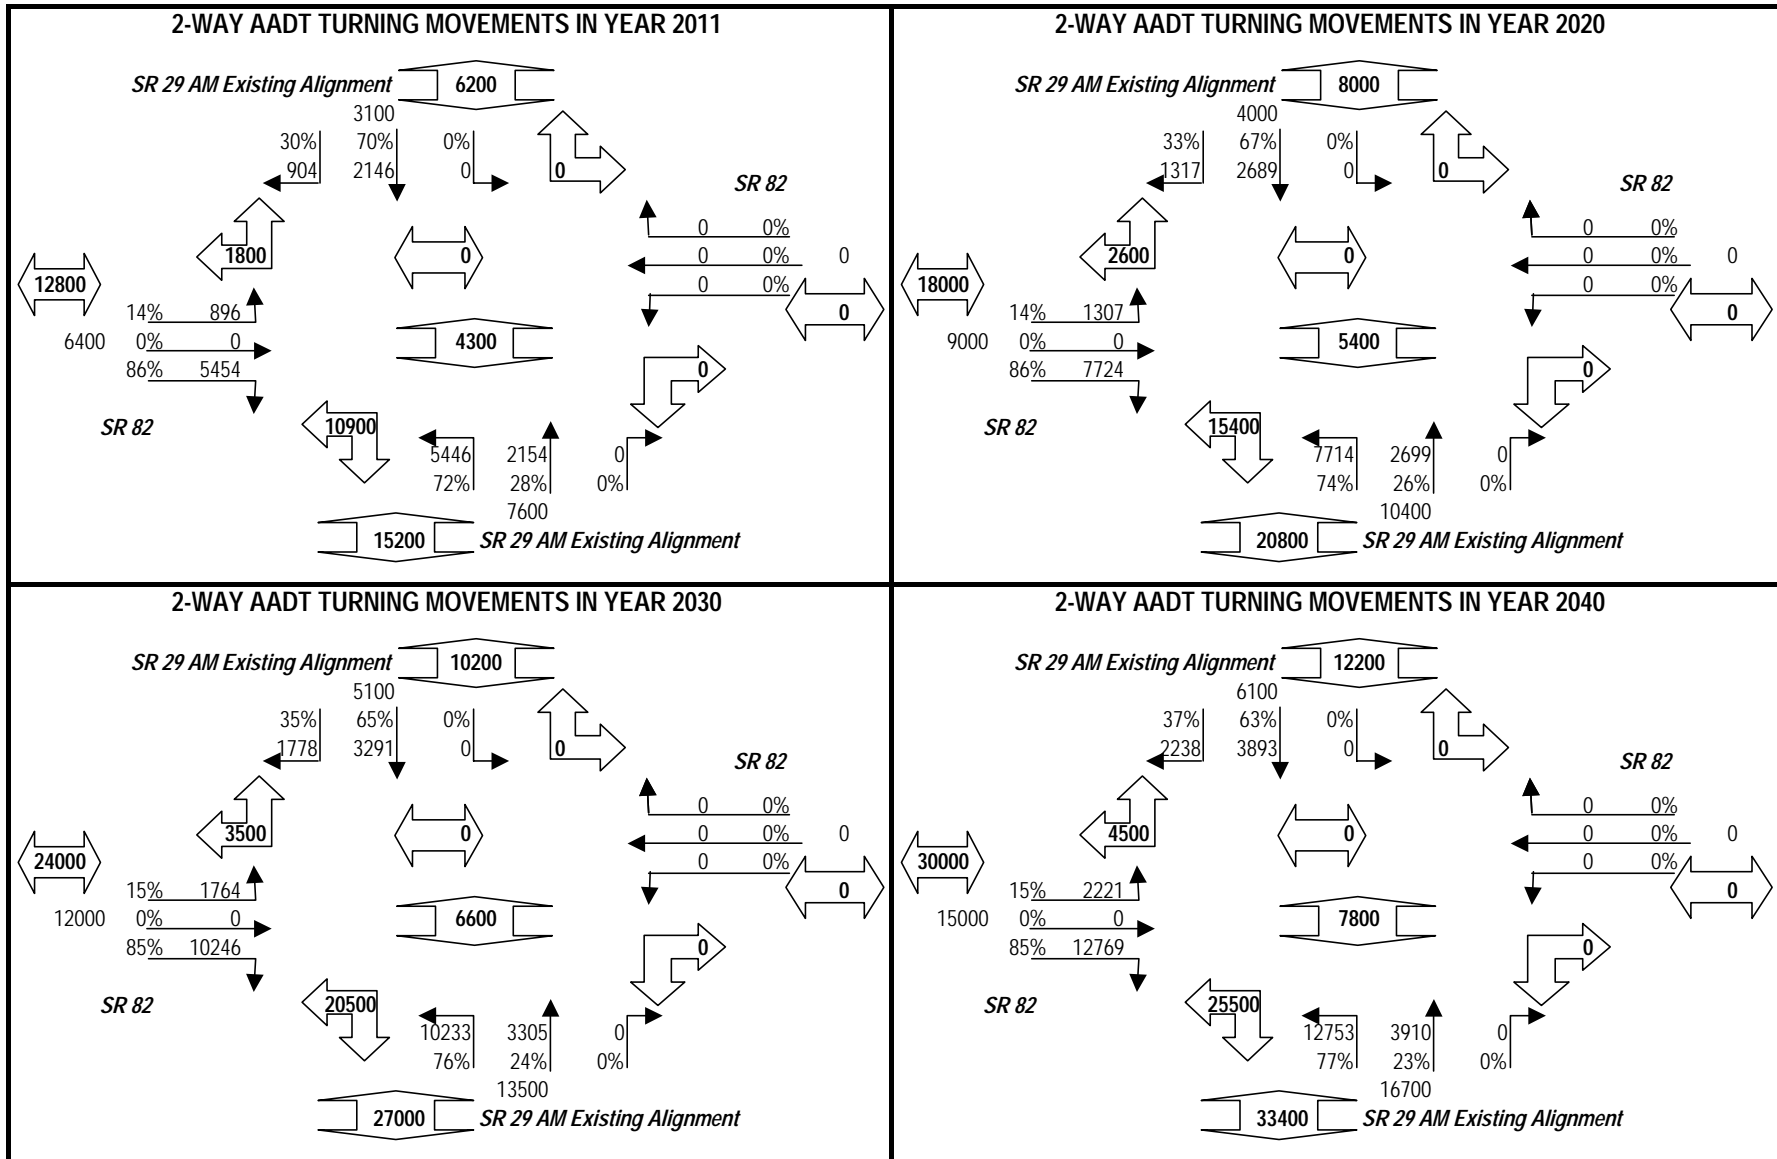 2-WAY AADT TURNING MOVEMENTS IN YEAR 2011
SR 29 AM Existing Alignment 6200
3100
30% 70% 0%
904 2146 0 0
SR 82
0 0%
1800 0 0 0% 0
12800 0 0%
14% 896 0
6400 0% 0 4300
86% 5454 0
SR 82 10900
5446 2154 0
72% 28% 0%
7600
15200 SR 29 AM Existing Alignment
2-WAY AADT TURNING MOVEMENTS IN YEAR 2020
SR 29 AM Existing Alignment 8000
4000
33% 67% 0%
1317 2689 0 0
SR 82
0 0%
2600 0 0 0% 0
18000 0 0%
14% 1307 0
9000 0% 0 5400
86% 7724 0
SR 82 15400
7714 2699 0
74% 26% 0%
10400
20800 SR 29 AM Existing Alignment
2-WAY AADT TURNING MOVEMENTS IN YEAR 2030
SR 29 AM Existing Alignment 10200
5100
35% 65% 0%
1778 3291 0 0
SR 82
0 0%
3500 0 0 0% 0
24000 0 0%
15% 1764 0
12000 0% 0 6600
85% 10246 0
SR 82 20500
10233 3305 0
76% 24% 0%
13500
27000 SR 29 AM Existing Alignment
2-WAY AADT TURNING MOVEMENTS IN YEAR 2040
SR 29 AM Existing Alignment 12200
6100
37% 63% 0%
2238 3893 0 0
SR 82
0 0%
4500 0 0 0% 0
30000 0 0%
15% 2221 0
15000 0% 0 7800
85% 12769 0
SR 82 25500
12753 3910 0
77% 23% 0%
16700
33400 SR 29 AM Existing Alignment